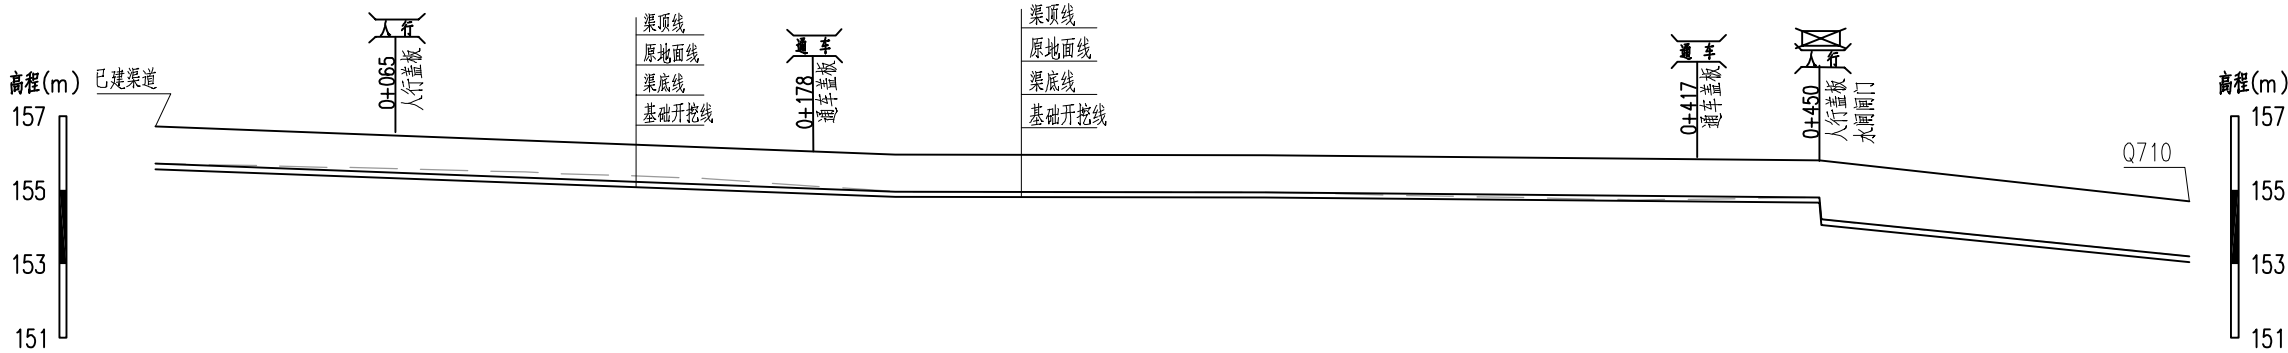 高程(m)
157
155
153
151
已建渠道
人 行
0+065
人行盖板
渠顶线
原地面线
渠底线
基础开挖线
通 车
0+178
通车盖板
渠顶线
原地面线
渠底线
基础开挖线
通 车
0+417
通车盖板
人 行
0+450
人行盖板
水闸闸门
Q710
高程(m)
157
155
153
151